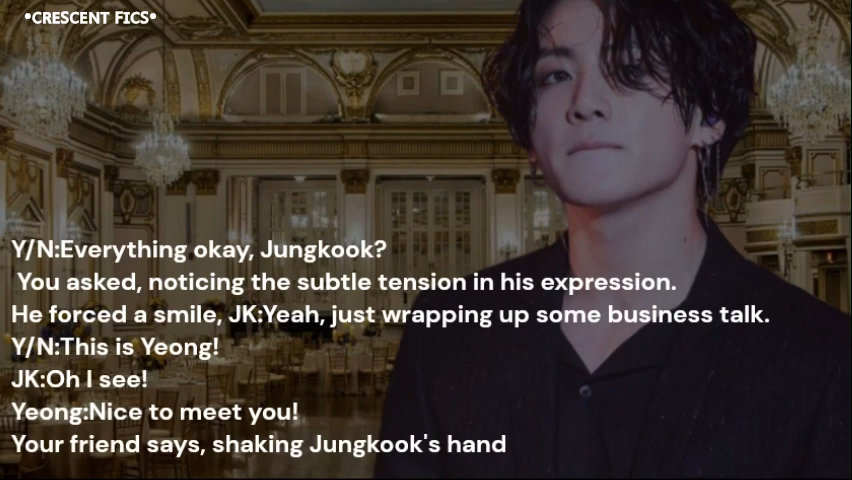 •CRESCENT FICS•
Y/N:Everything okay, Jungkook?
You asked, noticing the subtle tension in his expression.
He forced a smile, JK:Yeah, just wrapping up some business talk.
Y/N:This is Yeong!
JK:Oh I see!
Yeong:Nice to meet you!
Your friend says, shaking Jungkook's hand